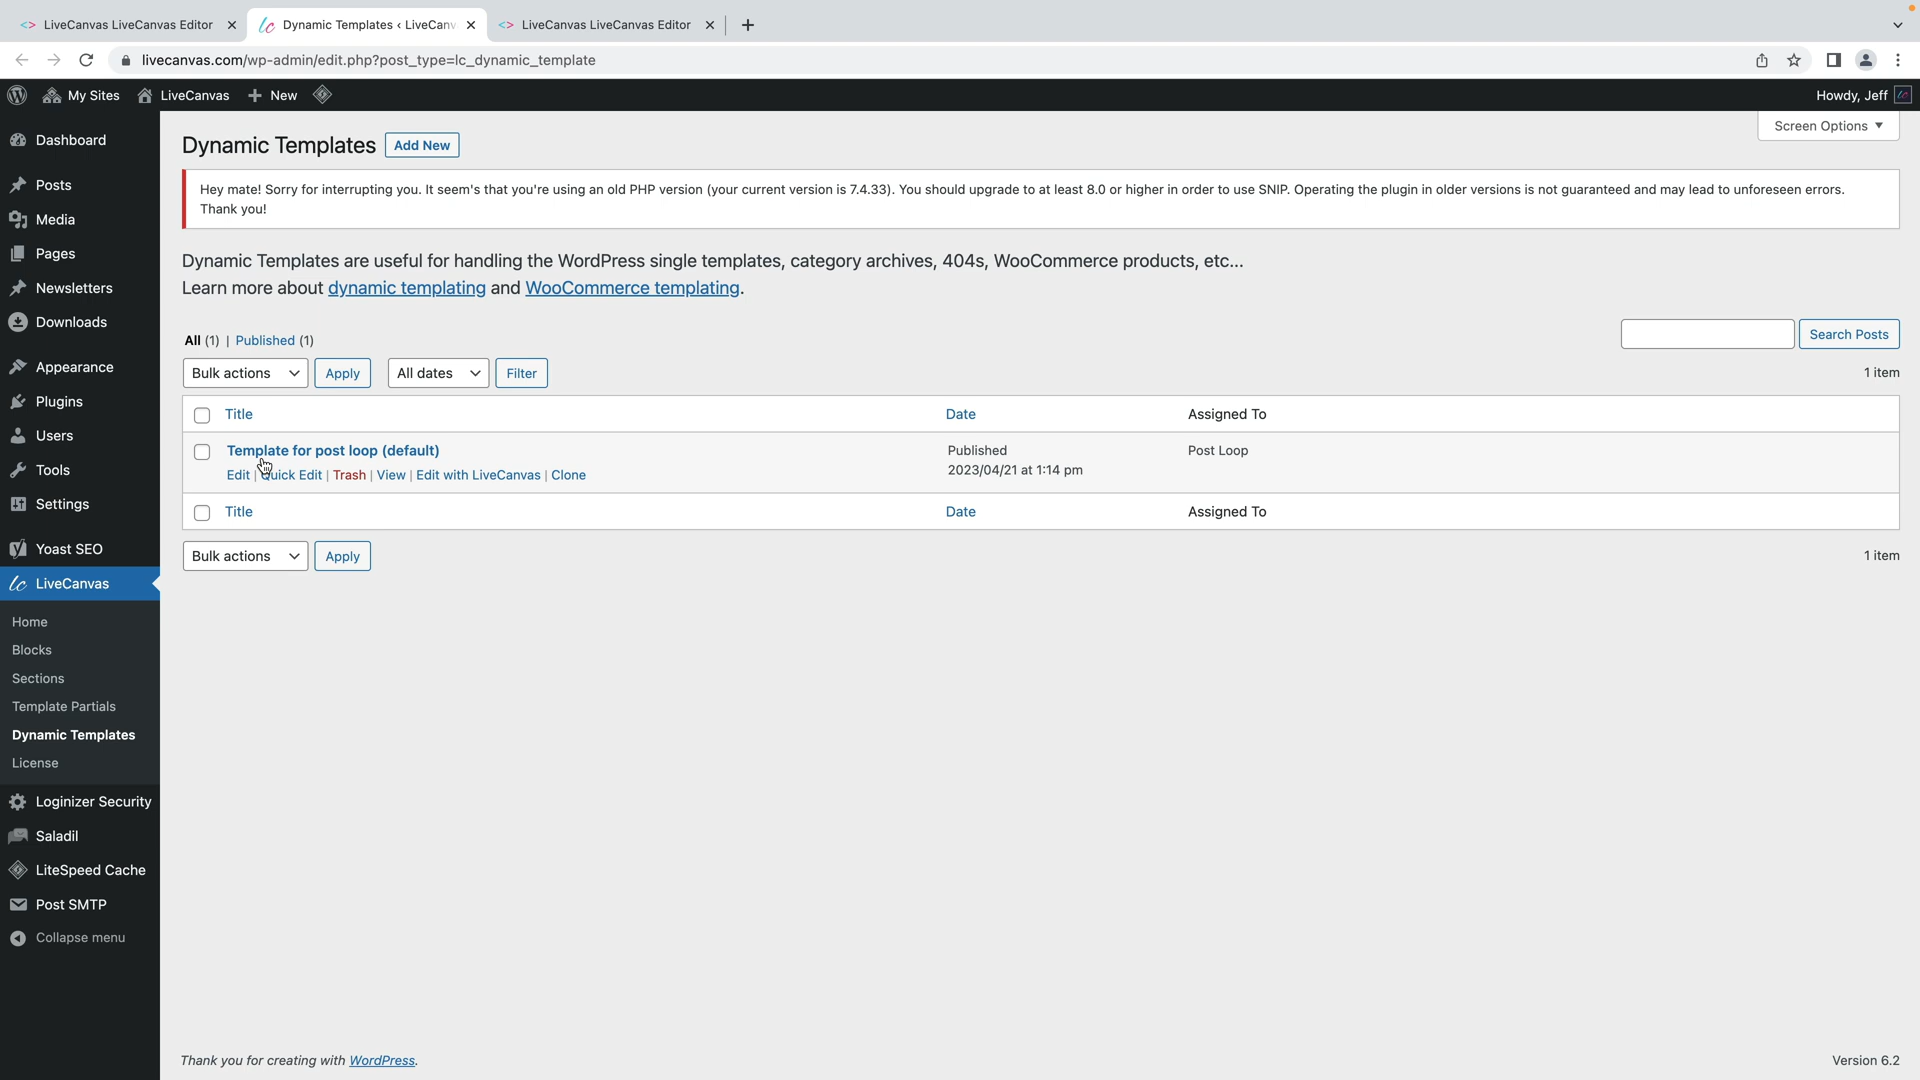 LiveCanvas LiveCanvas Editor
Dynamic Templates ‹ LiveCanv
LiveCanvas LiveCanvas Editor
livecanvas.com/wp-admin/edit.php?post_type=lc_dynamic_template
My Sites
LiveCanvas
New
Howdy, Jeff
Screen Options
Dashboard
Posts
Media
Pages
Newsletters
Downloads
Appearance
Plugins
Users
Tools
Settings
Yoast SEO
LiveCanvas
Home
Blocks
Sections
Template Partials
Dynamic Templates
License
Loginizer Security
Saladil
LiteSpeed Cache
Post SMTP
Collapse menu
Dynamic Templates
Add New
Hey mate! Sorry for interrupting you. It seem's that you're using an old PHP version (your current version is 7.4.33). You should upgrade to at least 8.0 or higher in order to use SNIP. Operating the plugin in older versions is not guaranteed and may lead to unforeseen errors.
Thank you!
Dynamic Templates are useful for handling the WordPress single templates, category archives, 404s, WooCommerce products, etc...
Learn more about dynamic templating and WooCommerce templating.
All (1) | Published (1)
Search Posts
Bulk actions
Apply
All dates
Filter
1 item
Title
Date
Assigned To
Template for post loop (default)
Edit | Quick Edit | Trash | View | Edit with LiveCanvas | Clone
Published
2023/04/21 at 1:14 pm
Post Loop
Title
Date
Assigned To
Bulk actions
Apply
1 item
Thank you for creating with WordPress.
Version 6.2